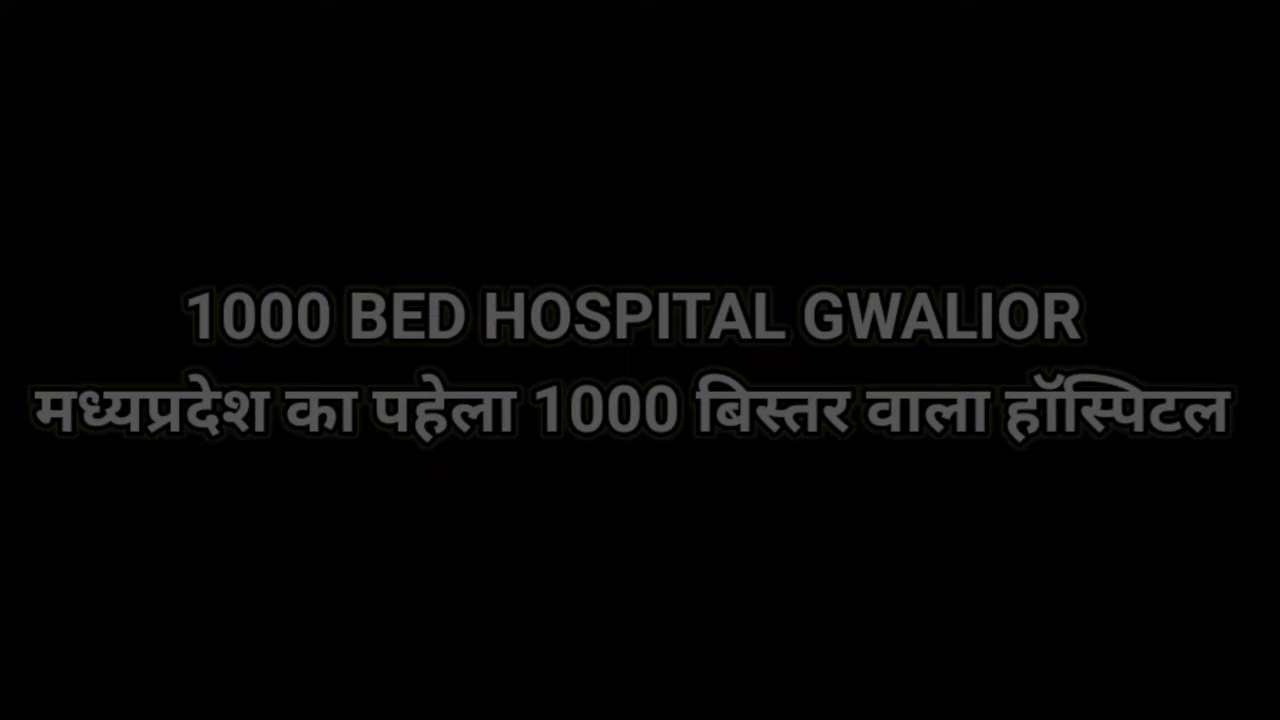 1000 BED HOSPITAL GWALIOR
मध्यप्रदेश का पहेला 1000 बिस्तर वाला हॉस्पिटल